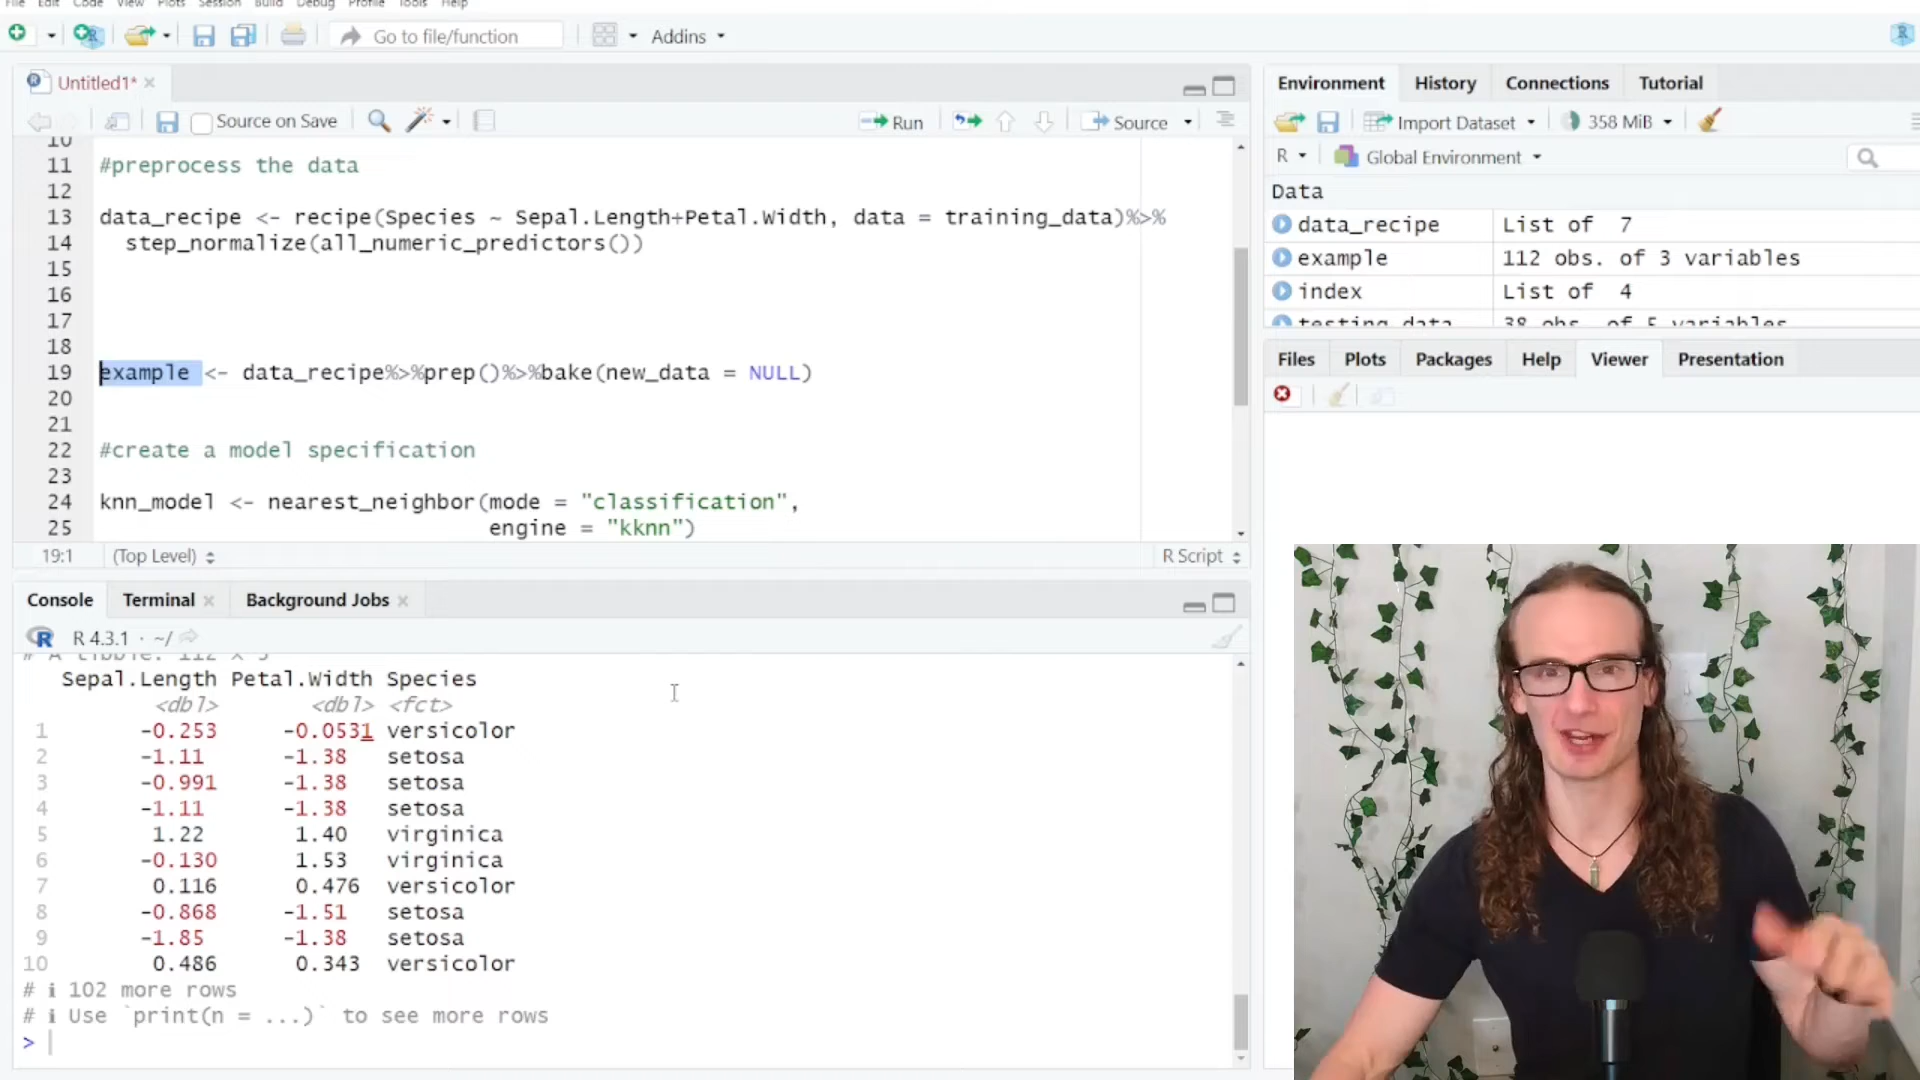 File Edit Code View Plots Session Build Debug Profile Tools Help
Go to file/function
Addins
Untitled1*
Source on Save
Run
Source
10
11 #preprocess the data
12
13 data_recipe <- recipe(Species ~ Sepal.Length+Petal.Width, data = training_data)%>%
14 step_normalize(all_numeric_predictors())
15
16
17
18
19 example <- data_recipe%>%prep()%>%bake(new_data = NULL)
20
21
22 #create a model specification
23
24 knn_model <- nearest_neighbor(mode = "classification",
25 engine = "kknn")
19:1 (Top Level) R Script
Console Terminal Background Jobs
R 4.3.1 · ~/
# A tibble: 112 x 3
Sepal.Length Petal.Width Species
<dbl> <dbl> <fct>
1 -0.253 -0.0531 versicolor
2 -1.11 -1.38 setosa
3 -0.991 -1.38 setosa
4 -1.11 -1.38 setosa
5 1.22 1.40 virginica
6 -0.130 1.53 virginica
7 0.116 0.476 versicolor
8 -0.868 -1.51 setosa
9 -1.85 -1.38 setosa
10 0.486 0.343 versicolor
# ℹ 102 more rows
# ℹ Use `print(n = ...)` to see more rows
>
Environment History Connections Tutorial
Import Dataset 358 MiB
R Global Environment
Data
data_recipe List of 7
example 112 obs. of 3 variables
index List of 4
testing_data 38 obs. of 5 variables
Files Plots Packages Help Viewer Presentation